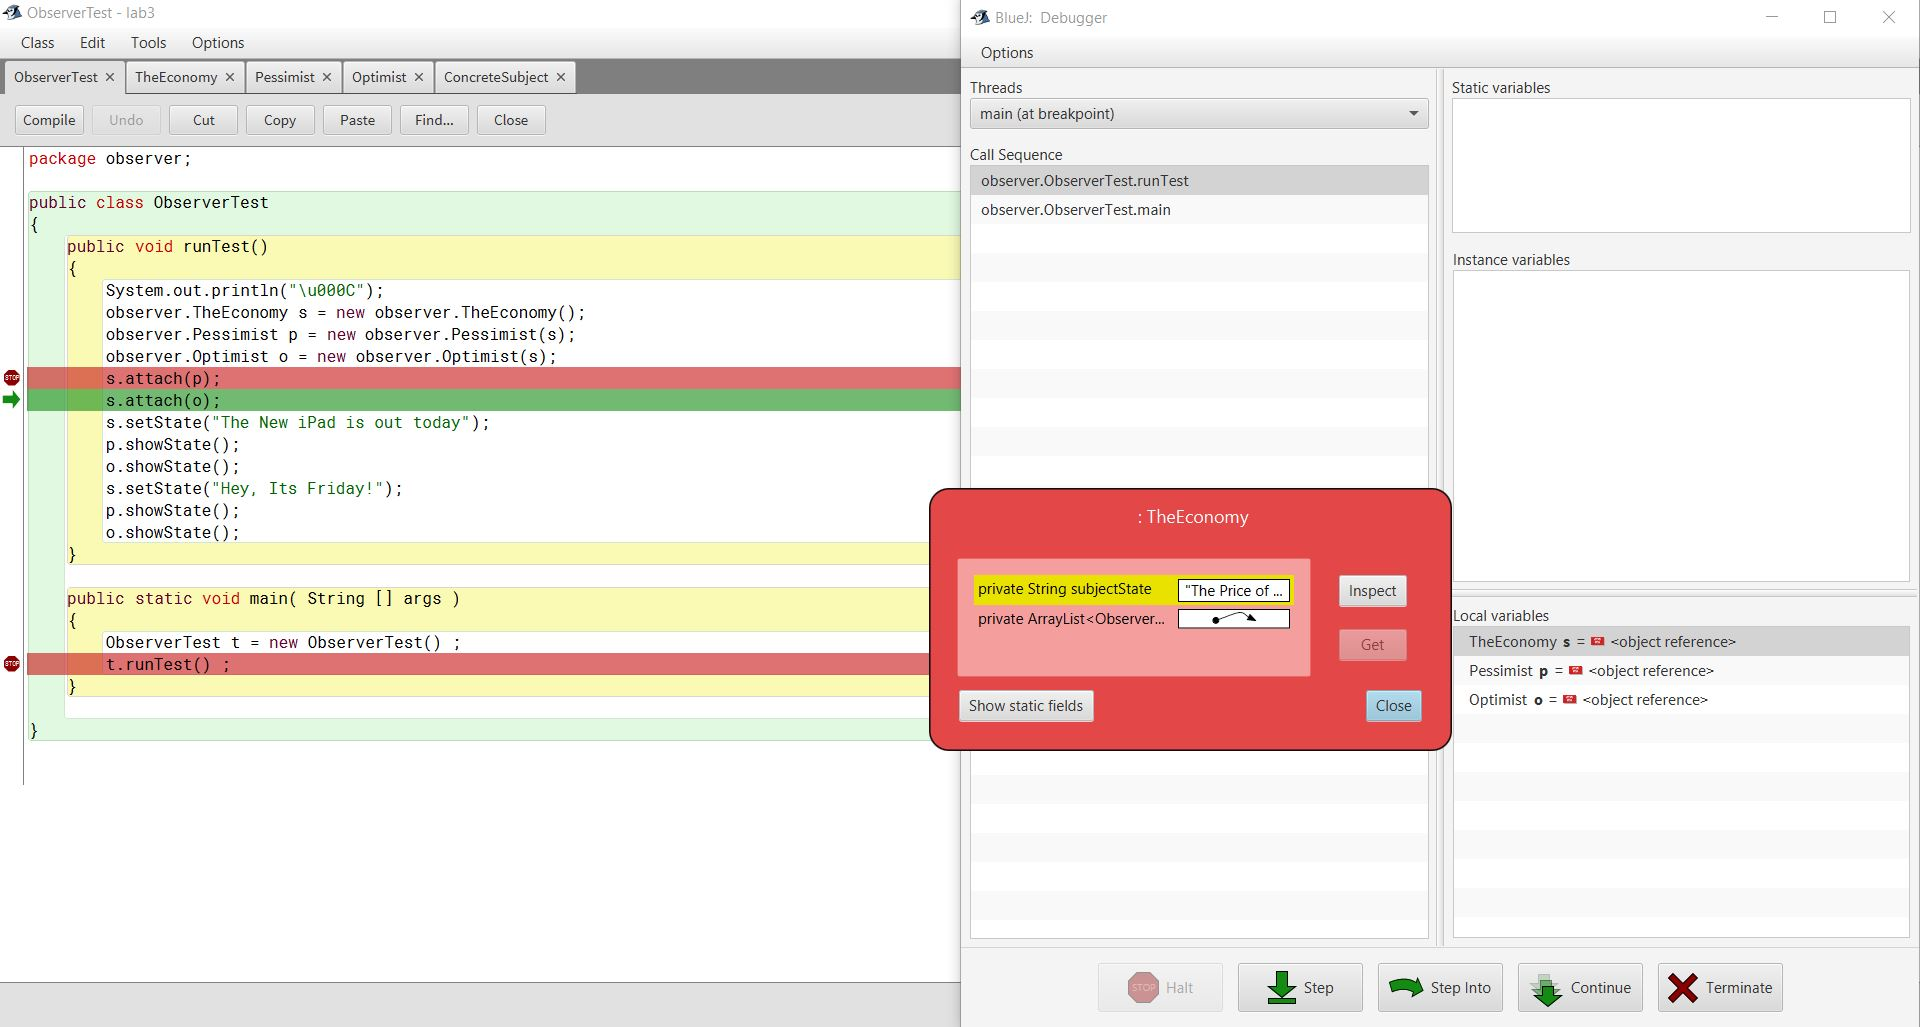 ObserverTest - lab3
Class Edit Tools Options
ObserverTest × TheEconomy × Pessimist × Optimist × ConcreteSubject ×
Compile Undo Cut Copy Paste Find... Close
package observer;
public class ObserverTest
{
public void runTest()
{
System.out.println("\u000C");
observer.TheEconomy s = new observer.TheEconomy();
observer.Pessimist p = new observer.Pessimist(s);
observer.Optimist o = new observer.Optimist(s);
STOP
s.attach(p);
s.attach(o);
s.setState("The New iPad is out today");
p.showState();
o.showState();
s.setState("Hey, Its Friday!");
p.showState();
o.showState();
}
public static void main( String [] args )
{
ObserverTest t = new ObserverTest() ;
STOP
t.runTest() ;
}
}
BlueJ: Debugger
Options
Threads
main (at breakpoint)
Call Sequence
observer.ObserverTest.runTest
observer.ObserverTest.main
: TheEconomy
private String subjectState "The Price of ...
private ArrayList<Observer...
Inspect
Get
Show static fields
Close
Static variables
Instance variables
Local variables
TheEconomy s = <object reference>
Pessimist p = <object reference>
Optimist o = <object reference>
STOP Halt
Step
Step Into
Continue
Terminate